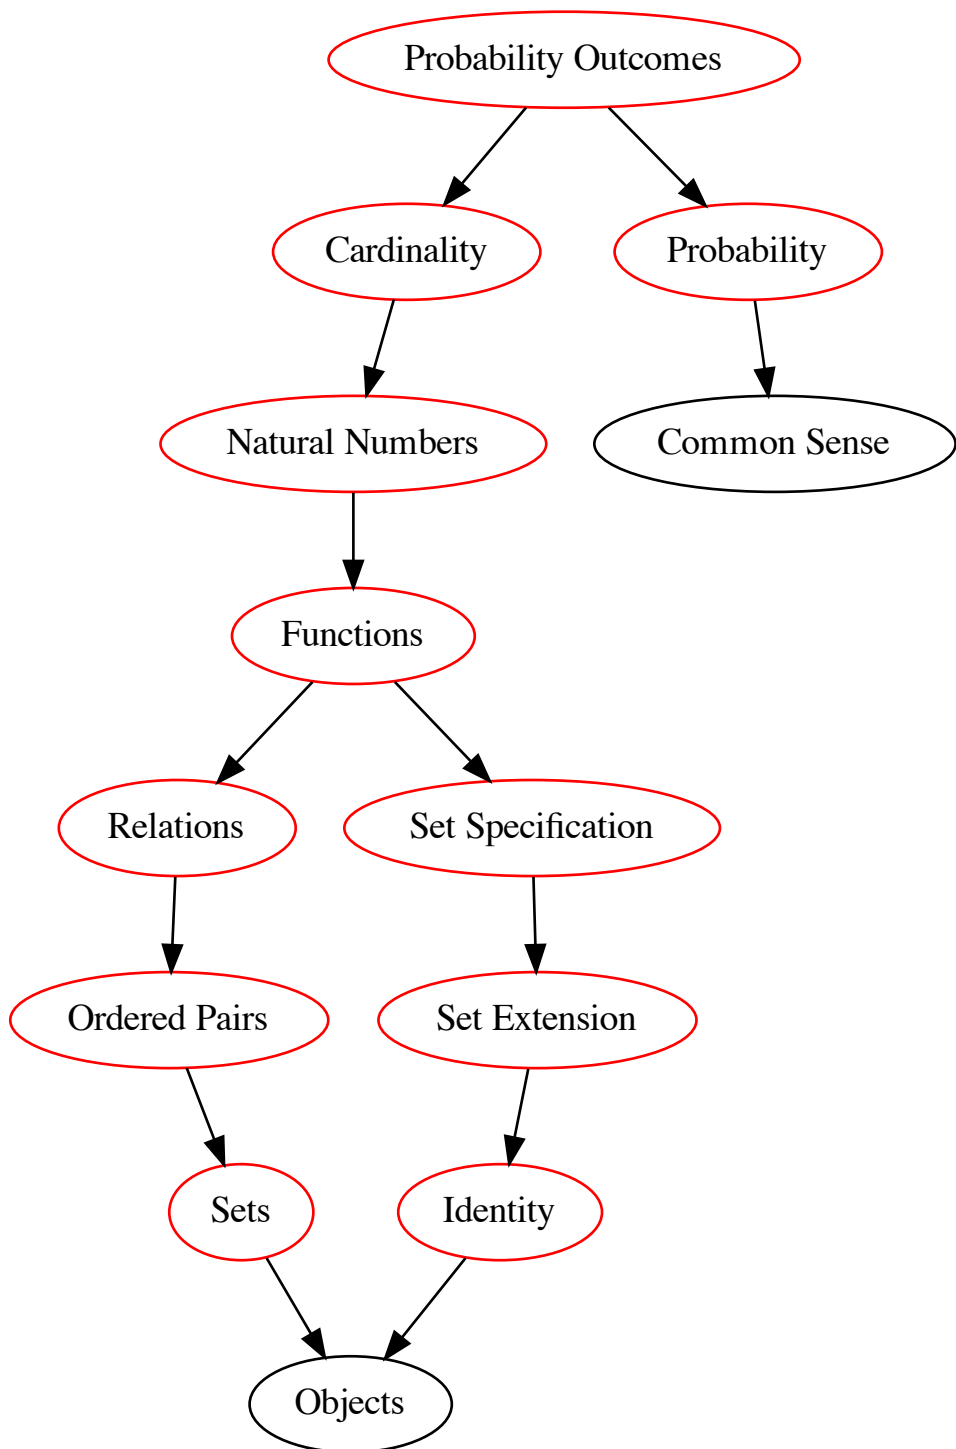 Probability Outcomes
Cardinality
Probability
Natural Numbers
Common Sense
Functions
Relations
Set Specification
Ordered Pairs
Set Extension
Sets
Identity
Objects